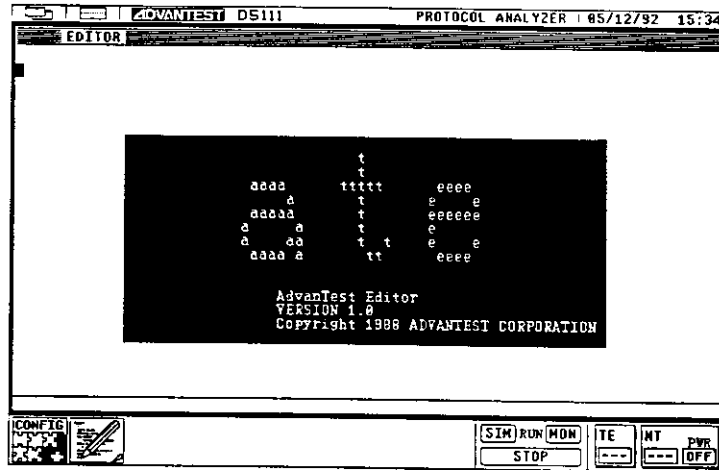 ADVANTEST D5111 PROTOCOL ANALYZER | 05/12/92 15:34
EDITOR
t
t
aaaa ttttt eeee
a t e e
aaaaa t eeeeee
a a t e
a aa t t e e
aaaa a tt eeee
AdvanTest Editor
VERSION 1.0
Copyright 1988 ADVANTEST CORPORATION
CONFIG
SIM RUN MON TE NT
STOP --- --- PWR OFF